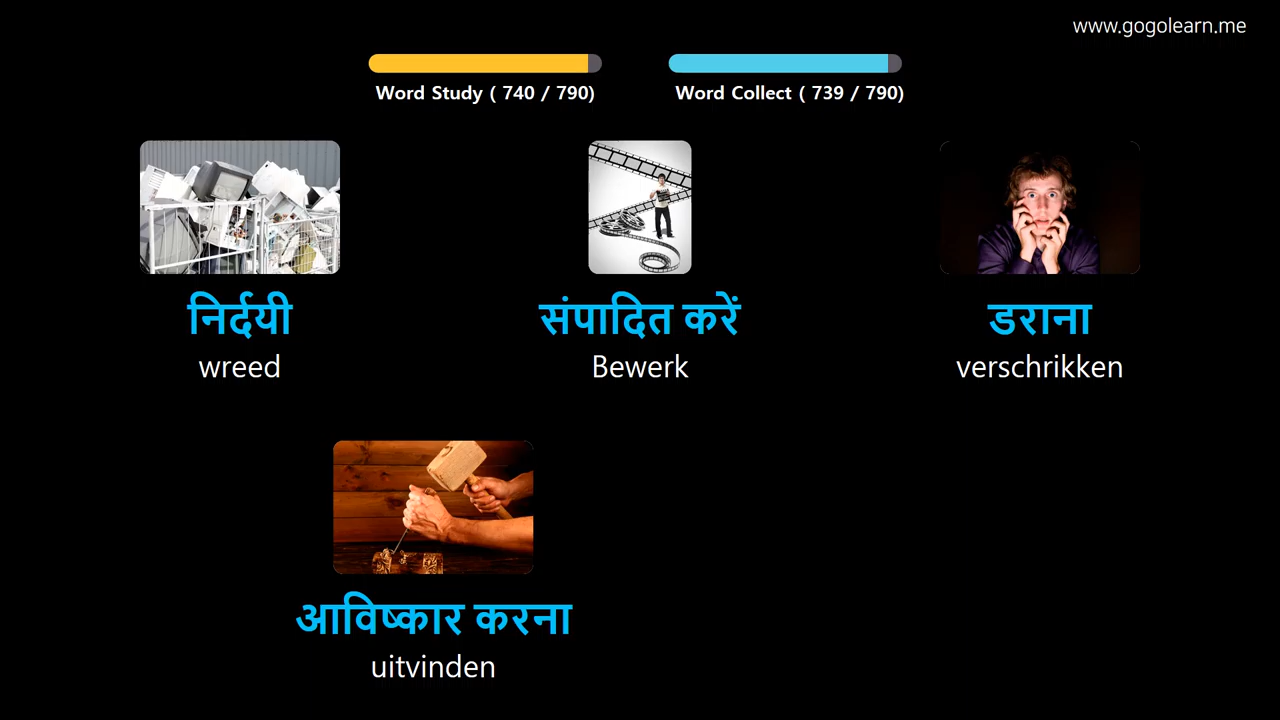 www.gogolearn.me
Word Study ( 740 / 790)
Word Collect ( 739 / 790)
निर्दयी
wreed
संपादित करें
Bewerk
डराना
verschrikken
आविष्कार करना
uitvinden